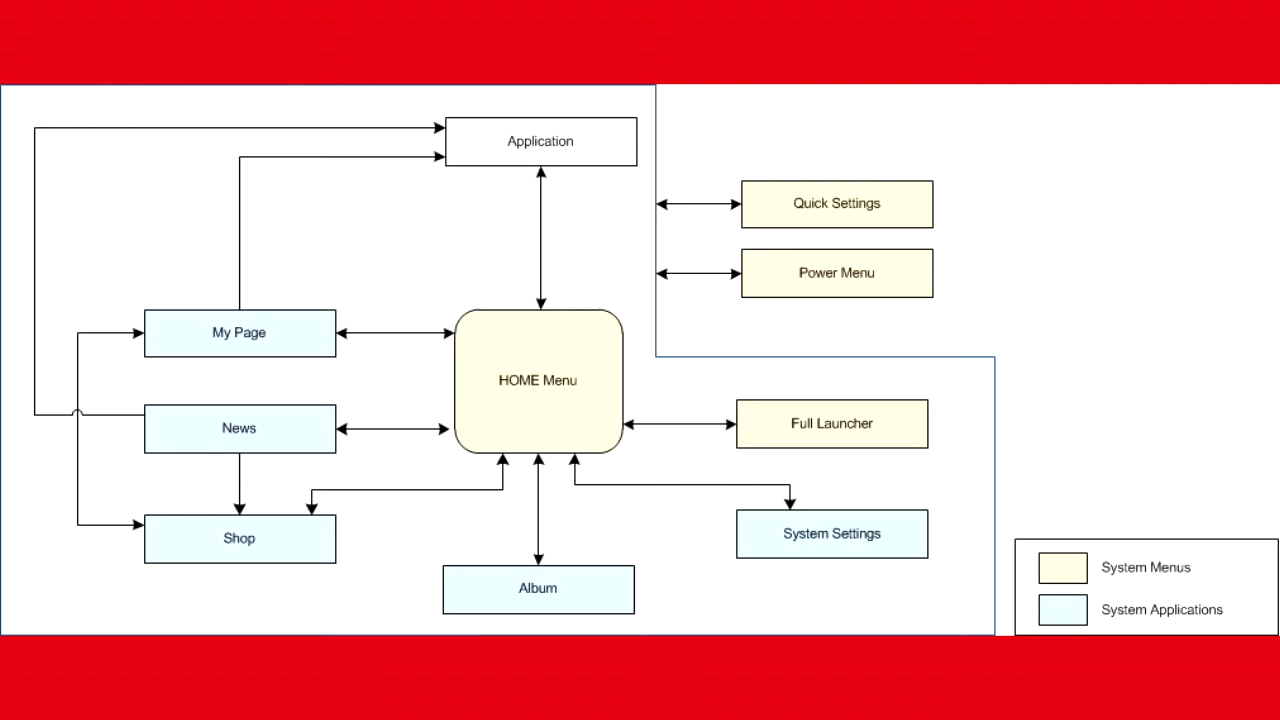 Application
Quick Settings
Power Menu
My Page
HOME Menu
News
Full Launcher
Shop
System Settings
Album
System Menus
System Applications